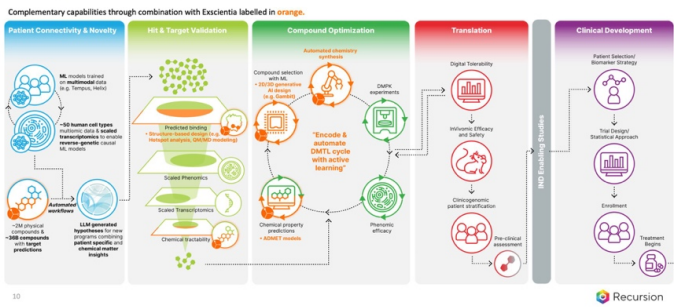 Complementary capabilities through combination with Exscientia labelled in orange.
Patient Connectivity & Novelty
ML models trained
on multimodal data
(e.g. Tempus, Helix)
~50 human cell types
multiomic data & scaled
transcriptomics to enable
reverse-genetic causal
ML models
Automated
workflows
~2M physical
compounds &
~36B compounds with
target
predictions
LLM generated
hypotheses for new
programs combining
patient specific and
chemical matter
insights
Hit & Target Validation
Predicted binding
• Structure-based design (e.g.
Hotspot analysis, QM/MD modeling)
Scaled Phenomics
Scaled Transcriptomics
Chemical tractability
Compound Optimization
Automated chemistry
synthesis
Compound selection
with ML
• 2D/3D generative
AI design
(e.g. Gambit)
DMPK
experiments
"Encode &
automate
DMTL cycle
with active
learning"
Chemical property
predictions
• ADMET models
Phenomic
efficacy
Translation
Digital Tolerability
In/Vivomic Efficacy
and Safety
Clinicogenomic
patient stratification
Pre-clinical
assessment
IND Enabling Studies
Clinical Development
Patient Selection/
Biomarker Strategy
Trial Design/
Statistical Approach
Enrollment
Treatment
Begins
10
Recursion